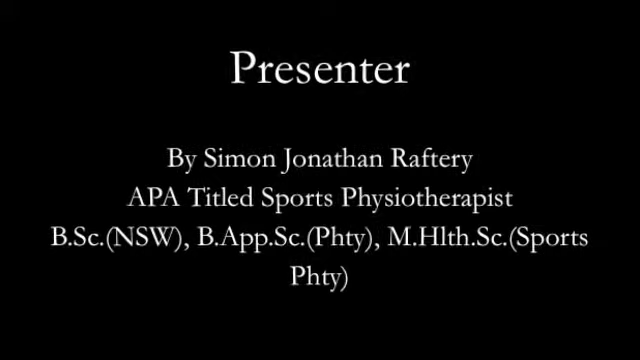 Presenter
By Simon Jonathan Raftery
APA Titled Sports Physiotherapist
B.Sc.(NSW), B.App.Sc.(Phty), M.Hlth.Sc.(Sports
Phty)